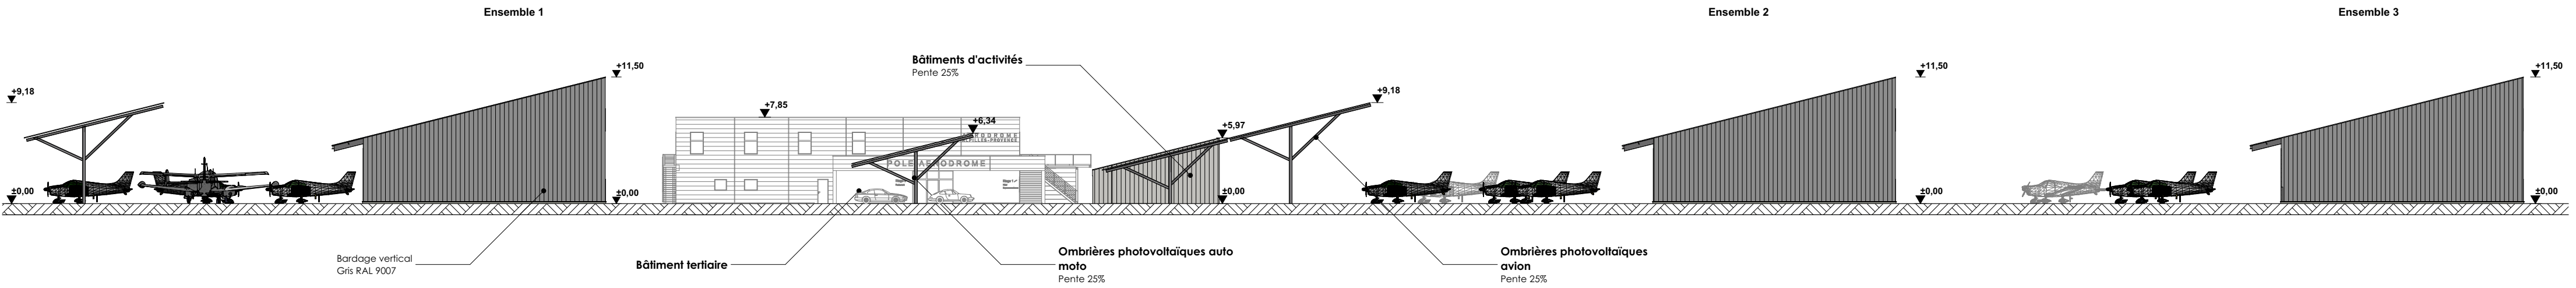 Ensemble 1
Ensemble 2
Ensemble 3
+9,18
±0,00
+11,50
±0,00
+7,85
Bâtiments d'activités
Pente 25%
+6,34
POLE AERODROME
+5,97
±0,00
+9,18
+11,50
±0,00
+11,50
±0,00
Bardage vertical
Gris RAL 9007
Bâtiment tertiaire
Ombrières photovoltaïques auto
moto
Pente 25%
Ombrières photovoltaïques
avion
Pente 25%